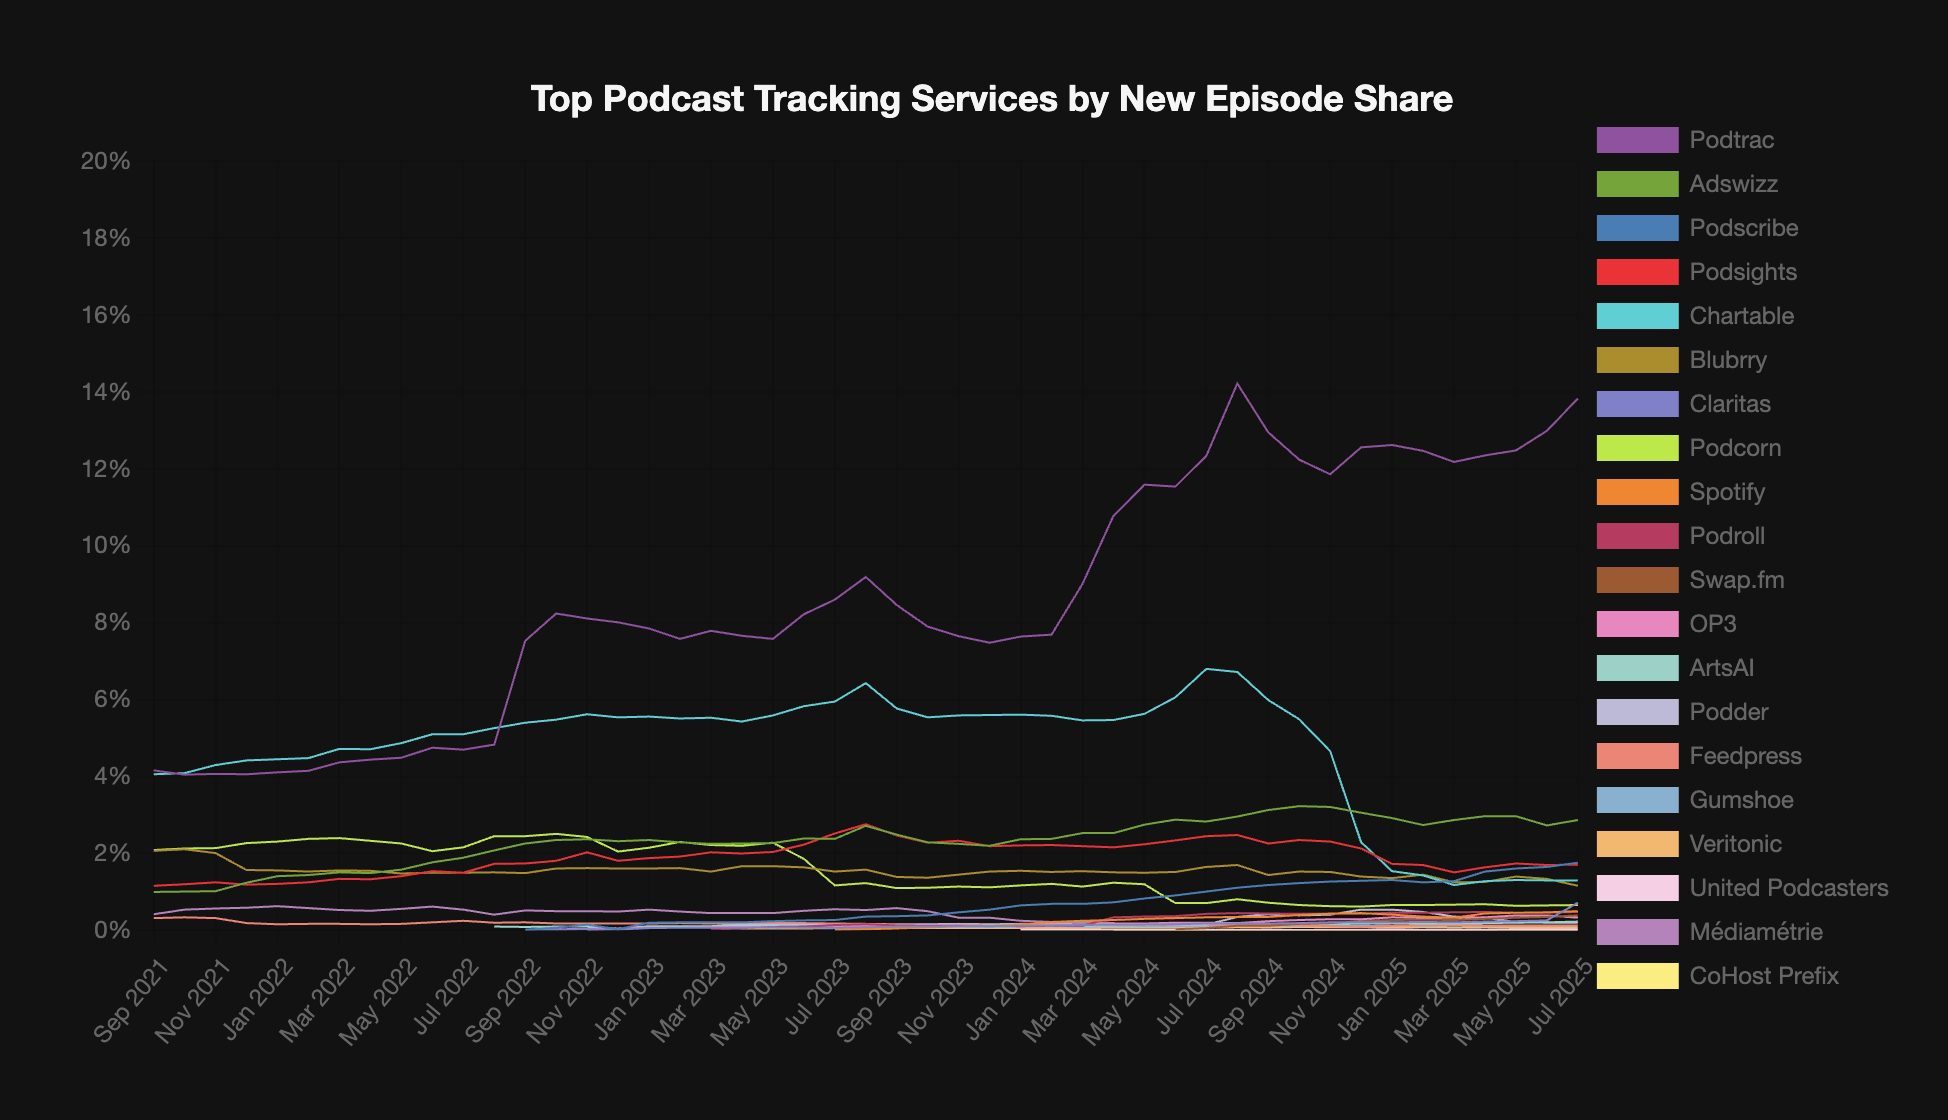 Top Podcast Tracking Services by New Episode Share
20%
18%
16%
14%
12%
10%
8%
6%
4%
2%
0%
Sep 2021
Nov 2021
Jan 2022
Mar 2022
May 2022
Jul 2022
Sep 2022
Nov 2022
Jan 2023
Mar 2023
May 2023
Jul 2023
Sep 2023
Nov 2023
Jan 2024
Mar 2024
May 2024
Jul 2024
Sep 2024
Nov 2024
Jan 2025
Mar 2025
May 2025
Jul 2025
Podtrac
Adswizz
Podscribe
Podsights
Chartable
Blubrry
Claritas
Podcorn
Spotify
Podroll
Swap.fm
OP3
ArtsAI
Podder
Feedpress
Gumshoe
Veritonic
United Podcasters
Médiamétrie
CoHost Prefix